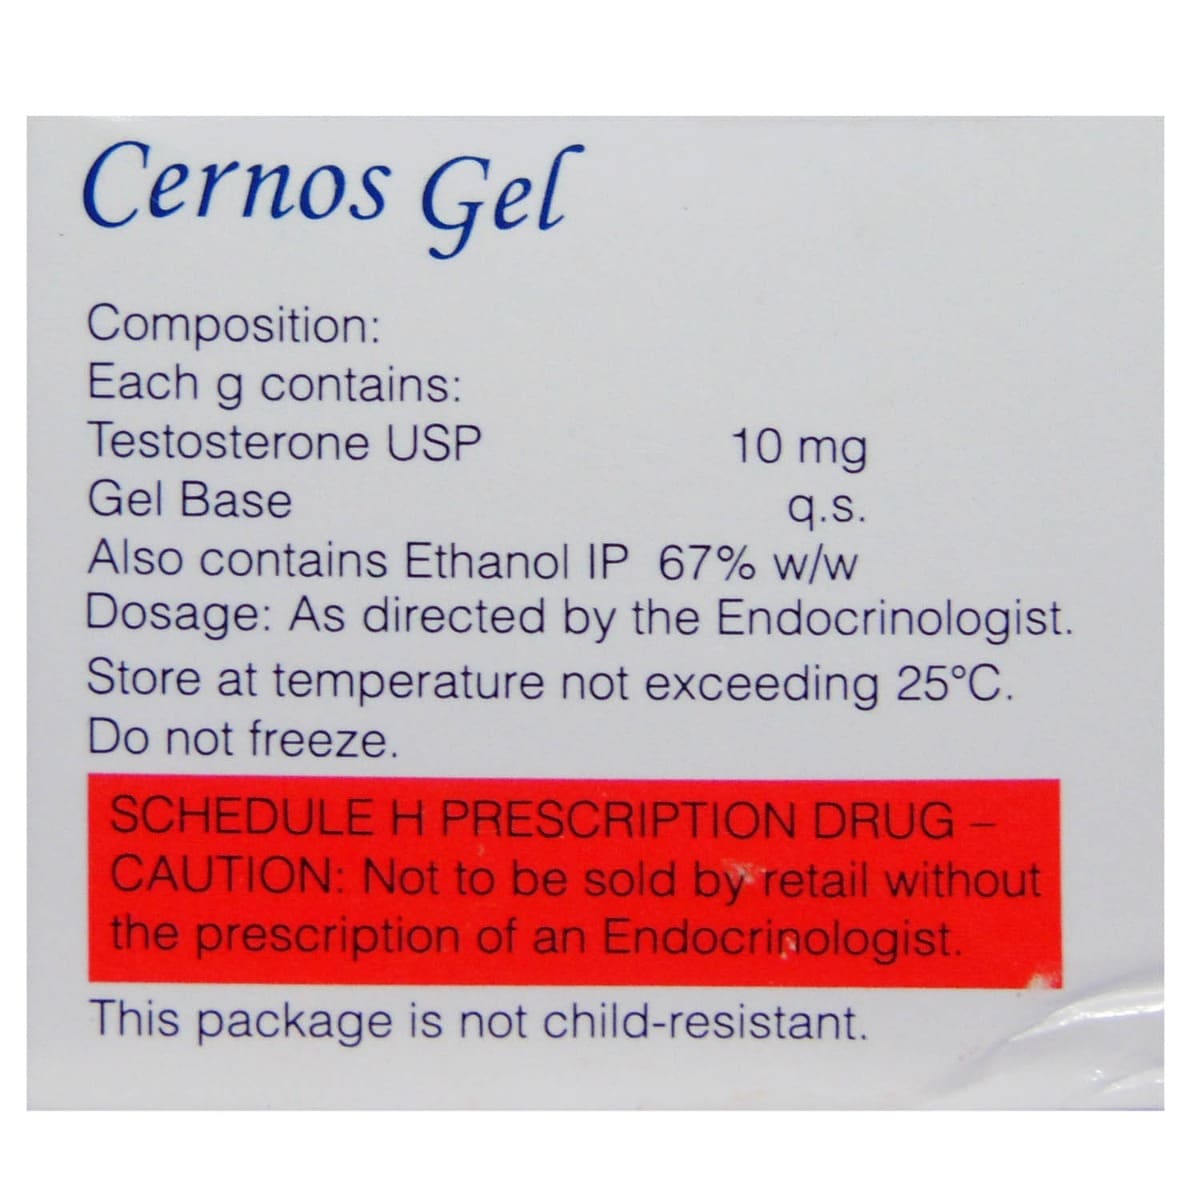 Cernos Gel
Composition:
Each g contains:
Testosterone USP 10 mg
Gel Base q.s.
Also contains Ethanol IP 67% w/w
Dosage: As directed by the Endocrinologist.
Store at temperature not exceeding 25°C.
Do not freeze.
SCHEDULE H PRESCRIPTION DRUG –
CAUTION: Not to be sold by retail without
the prescription of an Endocrinologist.
This package is not child-resistant.